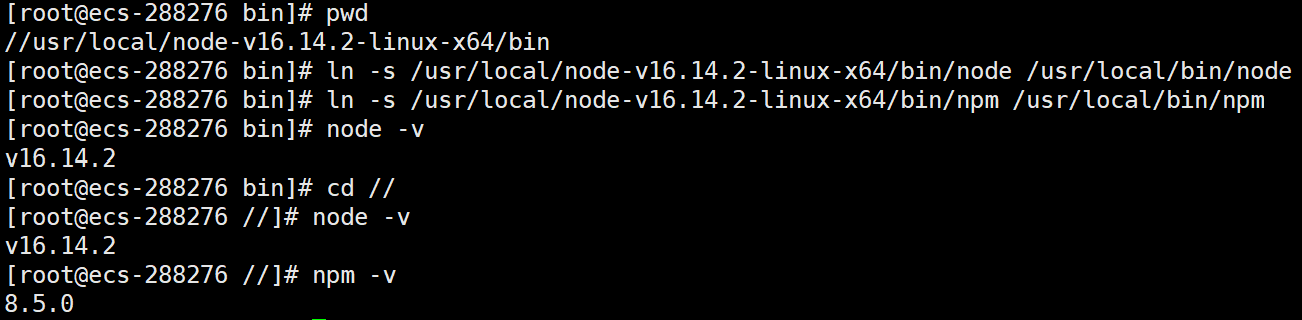 [root@ecs-288276 bin]# pwd
//usr/local/node-v16.14.2-linux-x64/bin
[root@ecs-288276 bin]# ln -s /usr/local/node-v16.14.2-linux-x64/bin/node /usr/local/bin/node
[root@ecs-288276 bin]# ln -s /usr/local/node-v16.14.2-linux-x64/bin/npm /usr/local/bin/npm
[root@ecs-288276 bin]# node -v
v16.14.2
[root@ecs-288276 bin]# cd //
[root@ecs-288276 //]# node -v
v16.14.2
[root@ecs-288276 //]# npm -v
8.5.0